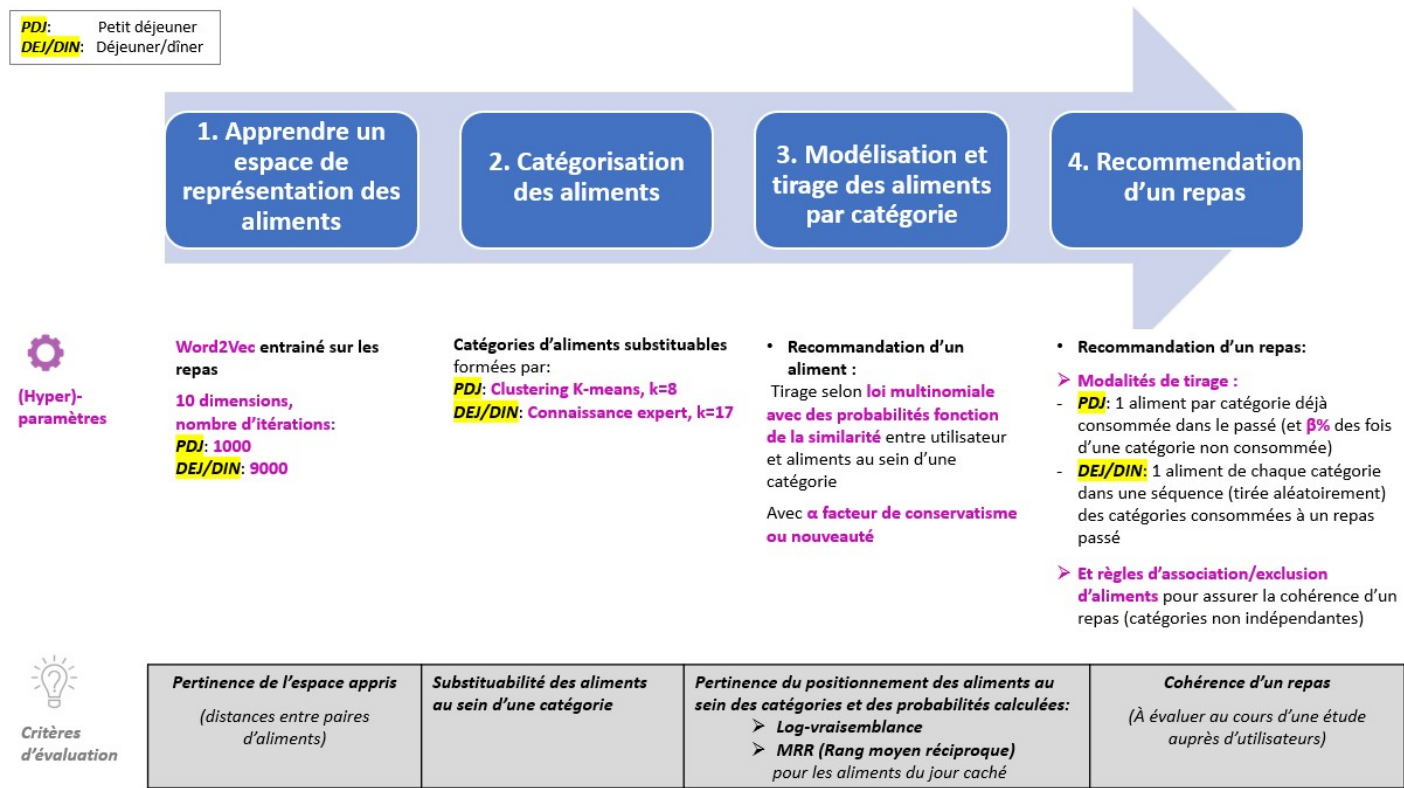 PDJ: Petit déjeuner
DEJ/DIN: Déjeuner/dîner
1. Apprendre un
espace de
représentation des
aliments
2. Catégorisation
des aliments
3. Modélisation et
tirage des aliments
par catégorie
4. Recommendation
d’un repas
(Hyper)-
paramètres
Word2Vec entrainé sur les
repas
10 dimensions,
nombre d’itérations:
PDJ: 1000
DEJ/DIN: 9000
Catégories d’aliments substituables
formées par:
PDJ: Clustering K-means, k=8
DEJ/DIN: Connaissance expert, k=17
• Recommandation d’un
aliment :
Tirage selon loi multinomiale
avec des probabilités fonction
de la similarité entre utilisateur
et aliments au sein d’une
catégorie
Avec α facteur de conservatisme
ou nouveauté
• Recommandation d’un repas:
➢ Modalités de tirage :
- PDJ: 1 aliment par catégorie déjà
consommée dans le passé (et β% des fois
d’une catégorie non consommée)
- DEJ/DIN: 1 aliment de chaque catégorie
dans une séquence (tirée aléatoirement)
des catégories consommées à un repas
passé
➢ Et règles d’association/exclusion
d’aliments pour assurer la cohérence d’un
repas (catégories non indépendantes)
Critères
d’évaluation
Pertinence de l’espace appris
(distances entre paires
d’aliments)
Substituabilité des aliments
au sein d’une catégorie
Pertinence du positionnement des aliments au
sein des catégories et des probabilités calculées:
➢ Log-vraisemblance
➢ MRR (Rang moyen réciproque)
pour les aliments du jour caché
Cohérence d’un repas
(À évaluer au cours d’une étude
auprès d’utilisateurs)